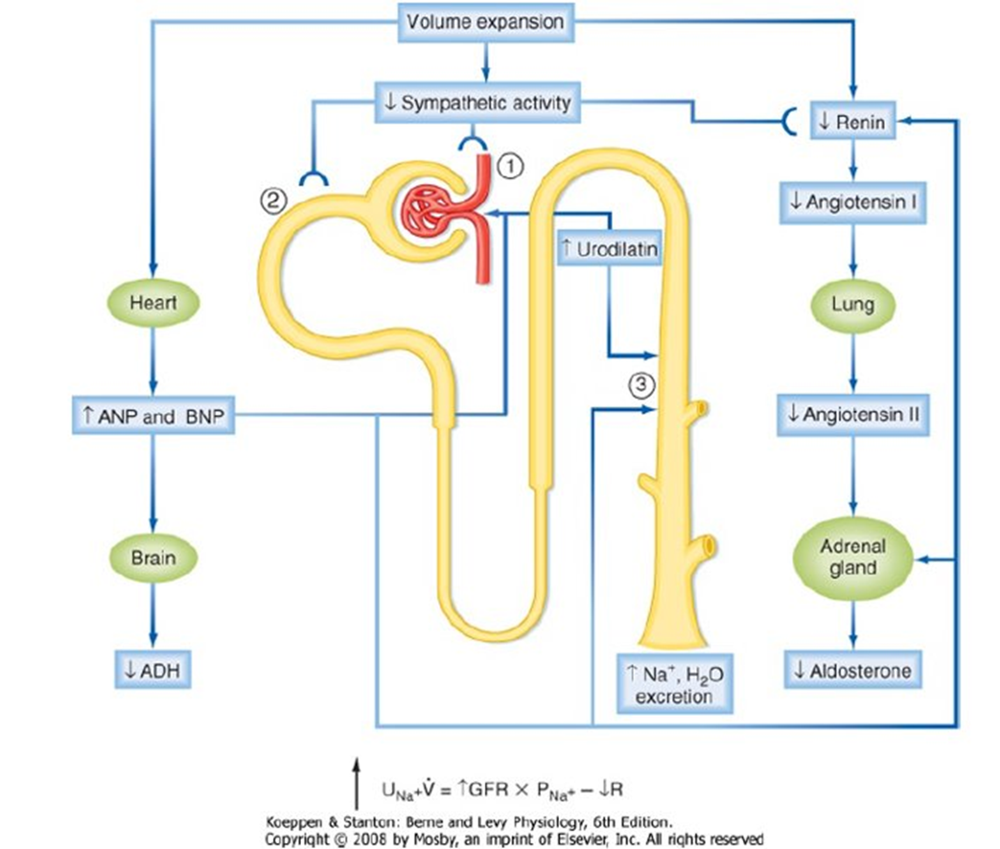 Volume expansion
↓ Sympathetic activity
↓ Renin
①
②
↓ Angiotensin I
↑ Urodilatin
Heart
Lung
③
↑ ANP and BNP
↓ Angiotensin II
Brain
Adrenal
gland
↓ ADH
↑ Na⁺, H₂O
excretion
↓ Aldosterone
↑ U_Na⁺V̇ = ↑GFR × P_Na⁺ – ↓R
Koeppen & Stanton: Berne and Levy Physiology, 6th Edition.
Copyright © 2008 by Mosby, an imprint of Elsevier, Inc. All rights reserved